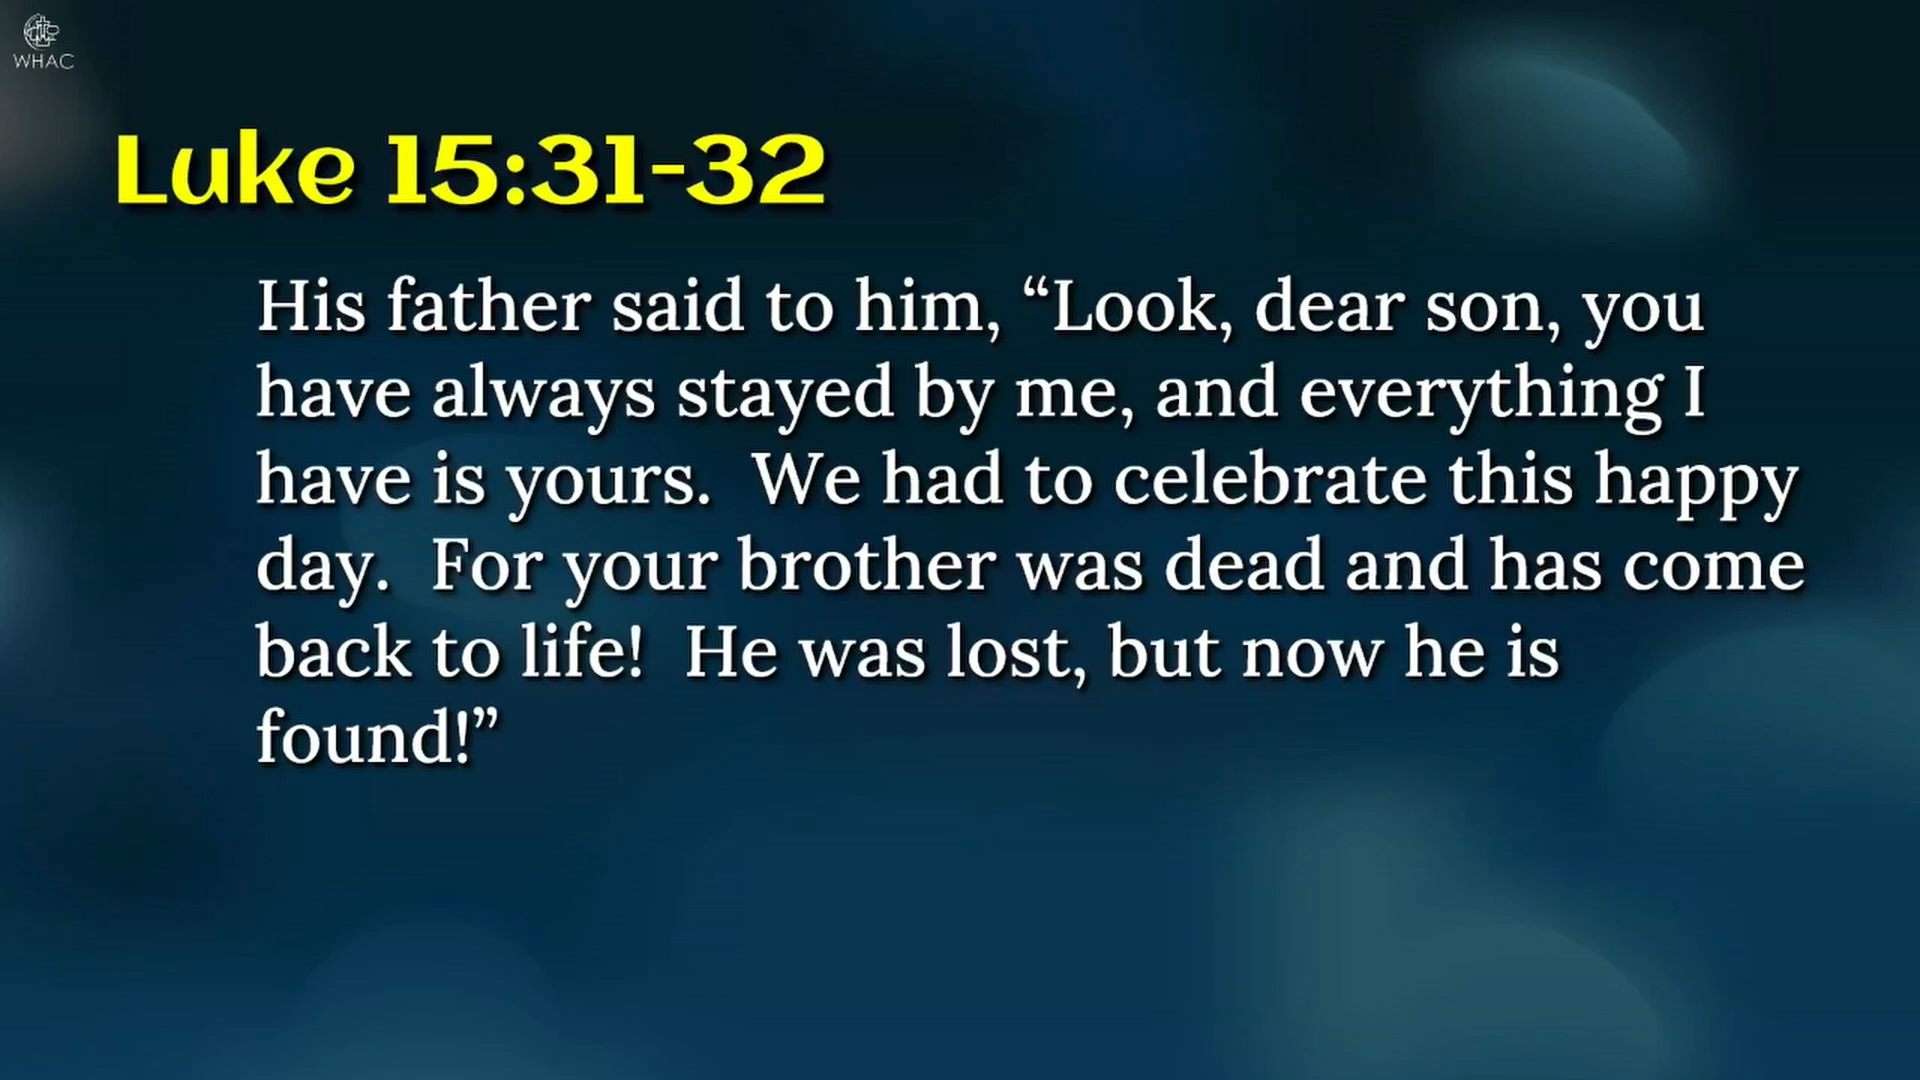 WHAC
Luke 15:31-32
His father said to him, “Look, dear son, you
have always stayed by me, and everything I
have is yours.  We had to celebrate this happy
day.  For your brother was dead and has come
back to life!  He was lost, but now he is
found!”